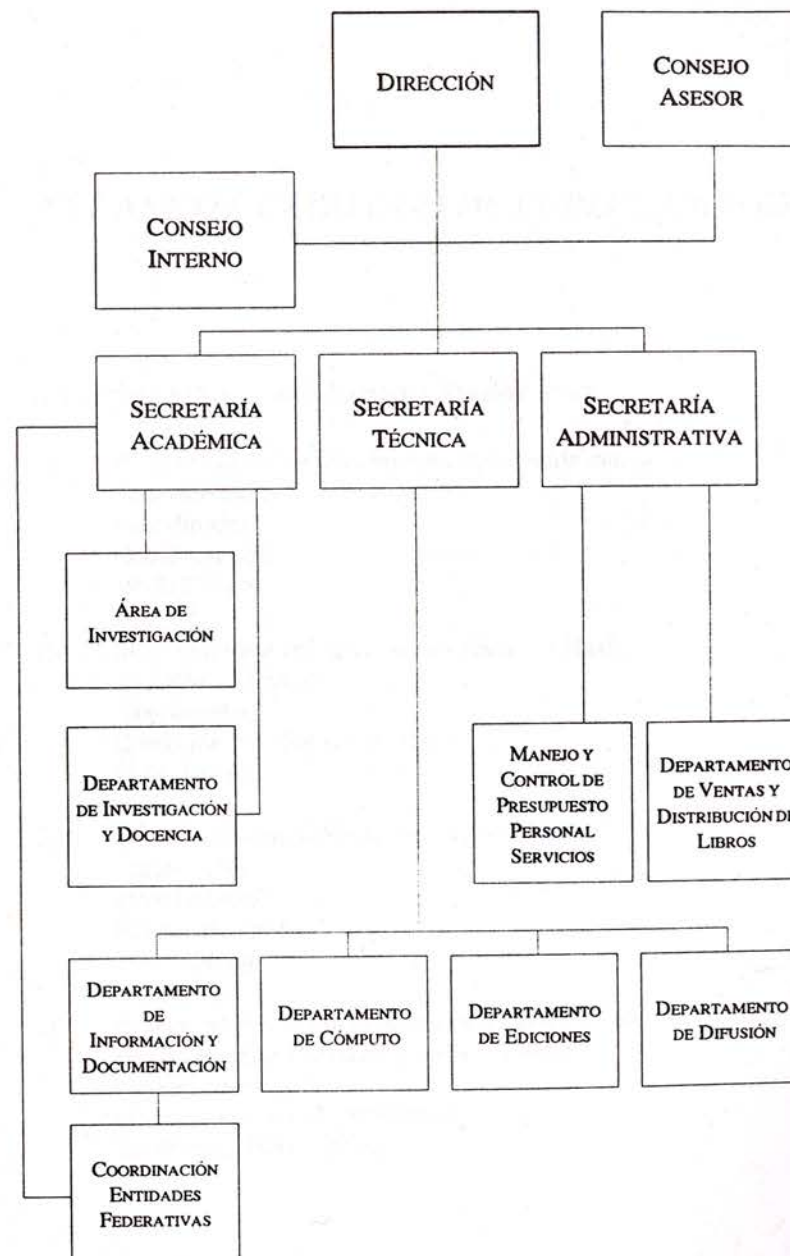 DIRECCIÓN
CONSEJO
ASESOR
CONSEJO
INTERNO
SECRETARÍA
ACADÉMICA
SECRETARÍA
TÉCNICA
SECRETARÍA
ADMINISTRATIVA
ÁREA DE
INVESTIGACIÓN
DEPARTAMENTO
DE INVESTIGACIÓN
Y DOCENCIA
MANEJO Y
CONTROL DE
PRESUPUESTO
PERSONAL
SERVICIOS
DEPARTAMENTO
DE VENTAS Y
DISTRIBUCIÓN DE
LIBROS
DEPARTAMENTO
DE
INFORMACIÓN Y
DOCUMENTACIÓN
DEPARTAMENTO
DE CÓMPUTO
DEPARTAMENTO
DE EDICIONES
DEPARTAMENTO
DE DIFUSIÓN
COORDINACIÓN
ENTIDADES
FEDERATIVAS